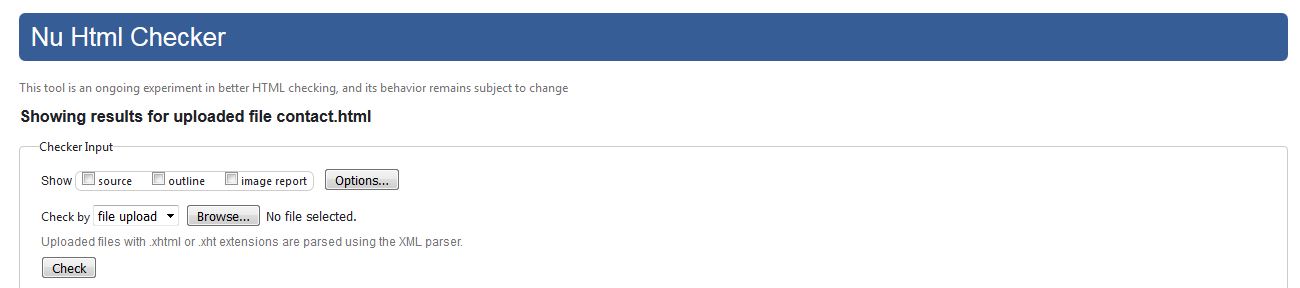 Nu Html Checker
This tool is an ongoing experiment in better HTML checking, and its behavior remains subject to change
Showing results for uploaded file contact.html
Checker Input
Show source outline image report Options...
Check by file upload Browse... No file selected.
Uploaded files with .xhtml or .xht extensions are parsed using the XML parser.
Check